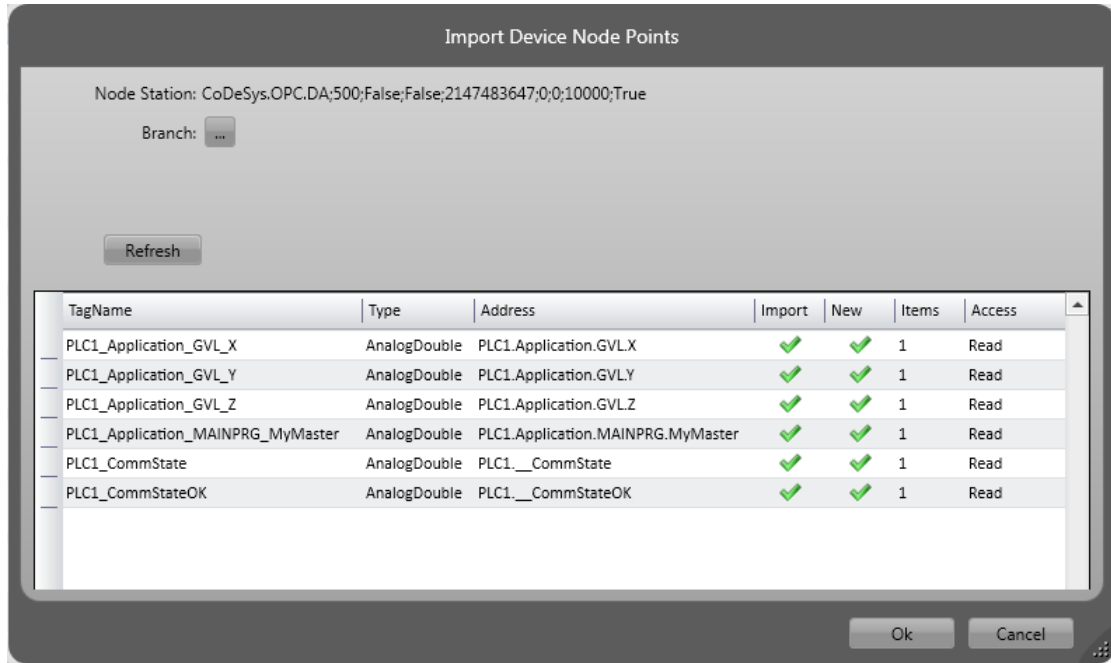 Import Device Node Points
Node Station: CoDeSys.OPC.DA;500;False;False;2147483647;0;0;10000;True
Branch: ...
Refresh
TagName Type Address Import New Items Access
PLC1_Application_GVL_X AnalogDouble PLC1.Application.GVL.X 1 Read
PLC1_Application_GVL_Y AnalogDouble PLC1.Application.GVL.Y 1 Read
PLC1_Application_GVL_Z AnalogDouble PLC1.Application.GVL.Z 1 Read
PLC1_Application_MAINPRG_MyMaster AnalogDouble PLC1.Application.MAINPRG.MyMaster 1 Read
PLC1_CommState AnalogDouble PLC1.__CommState 1 Read
PLC1_CommStateOK AnalogDouble PLC1.__CommStateOK 1 Read
Ok Cancel